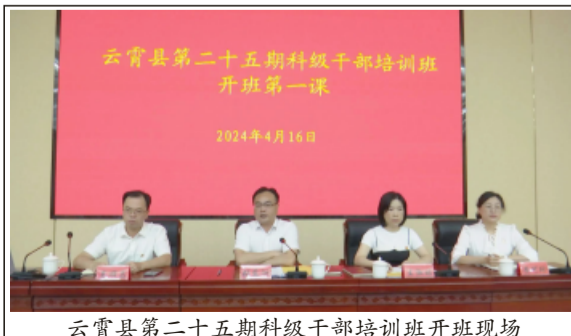 云霄县第二十五期科级干部培训班
开班第一课
2024年4月16日
云霄县第二十五期科级干部培训班开班现场